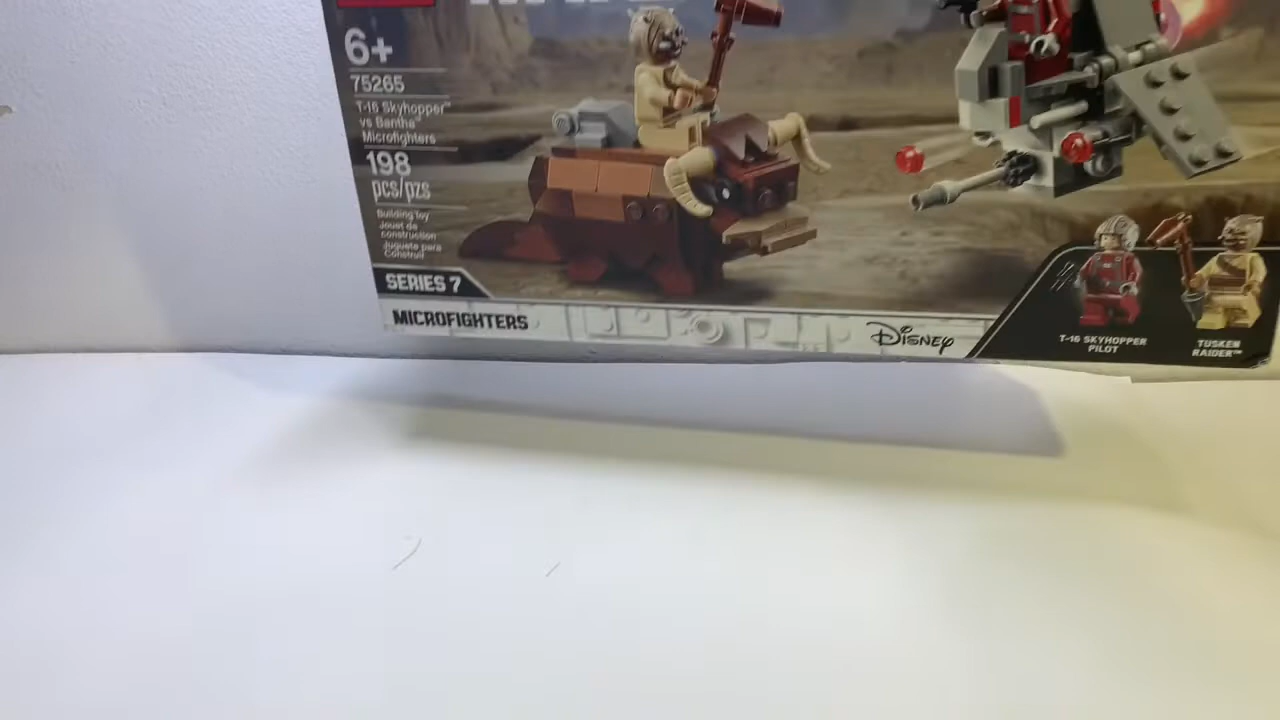 6+
75265
T-16 Skyhopper™
vs Bantha™
Microfighters
198
pcs/pzs
Building toy
Jouet de
construction
Juguete para
Construir
SERIES 7
MICROFIGHTERS
Disney
T-16 SKYHOPPER
PILOT
TUSKEN
RAIDER™